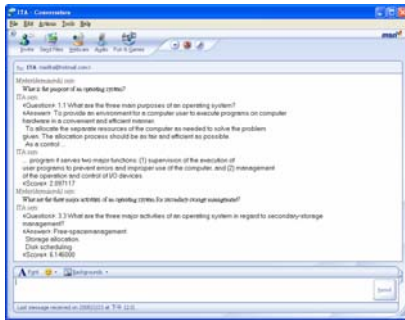 ITA - Conversation
File Edit Actions Tools Help
msn
Invite Send Files Webcam Audio Fun & Games
To: ITA
says:
What is the purpose of an operating system?
ITA says:
<Question> 1.1 What are the three main purposes of an operating system?
<Answer> To provide an environment for a computer user to execute programs on computer
hardware in a convenient and efficient manner.
To allocate the separate resources of the computer as needed to solve the problem
given. The allocation process should be as fair and efficient as possible.
As a control ...
ITA says:
... program it serves two major functions: (1) supervision of the execution of
user programs to prevent errors and improper use of the computer, and (2) management
of the operation and control of I/O devices.
<Score> 2.097117
says:
What are the three major activities of an operating system for secondary-storage management?
ITA says:
<Question> 3.3 What are the three major activities of an operating system in regard to secondary-storage
management?
<Answer> Free-spacemanagement
Storage allocation.
Disk scheduling
<Score> 6.146000
Font Backgrounds
Send
Last message received on